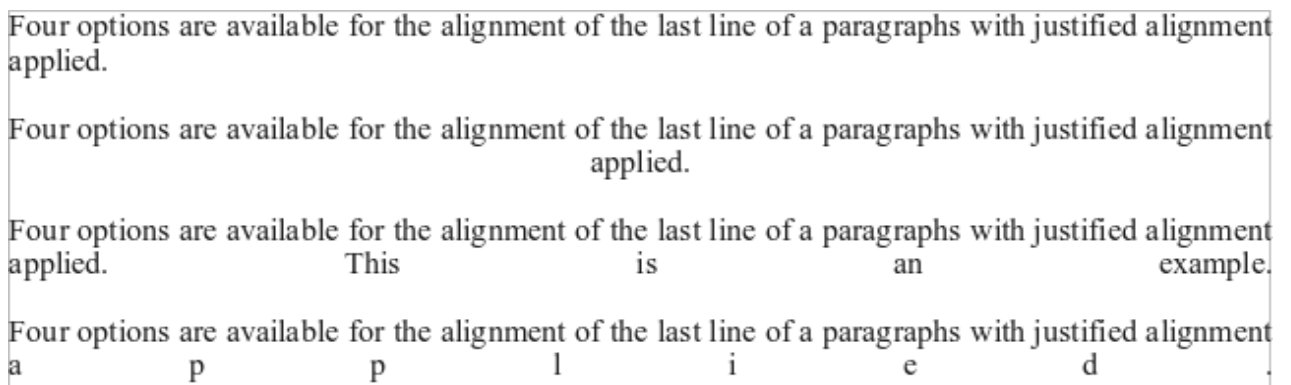 Four options are available for the alignment of the last line of a paragraphs with justified alignment
applied.
Four options are available for the alignment of the last line of a paragraphs with justified alignment
applied.
Four options are available for the alignment of the last line of a paragraphs with justified alignment
applied. This is an example.
Four options are available for the alignment of the last line of a paragraphs with justified alignment
a p p l i e d .